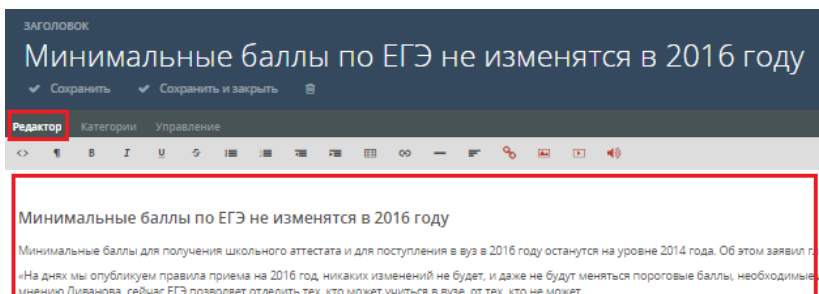 ЗАГОЛОВОК
Минимальные баллы по ЕГЭ не изменятся в 2016 году
Сохранить Сохранить и закрыть
Редактор Категории Управление
B I U S
Минимальные баллы по ЕГЭ не изменятся в 2016 году
Минимальные баллы для получения школьного аттестата и для поступления в вуз в 2016 году останутся на уровне 2014 года. Об этом заявил
«На днях мы опубликуем правила приема на 2016 год, никаких изменений не будет, и даже не будут меняться пороговые баллы, необходимые
мнению Ливанова, сейчас ЕГЭ позволяет отделить тех, кто может учиться в вузе, от тех, кто не может